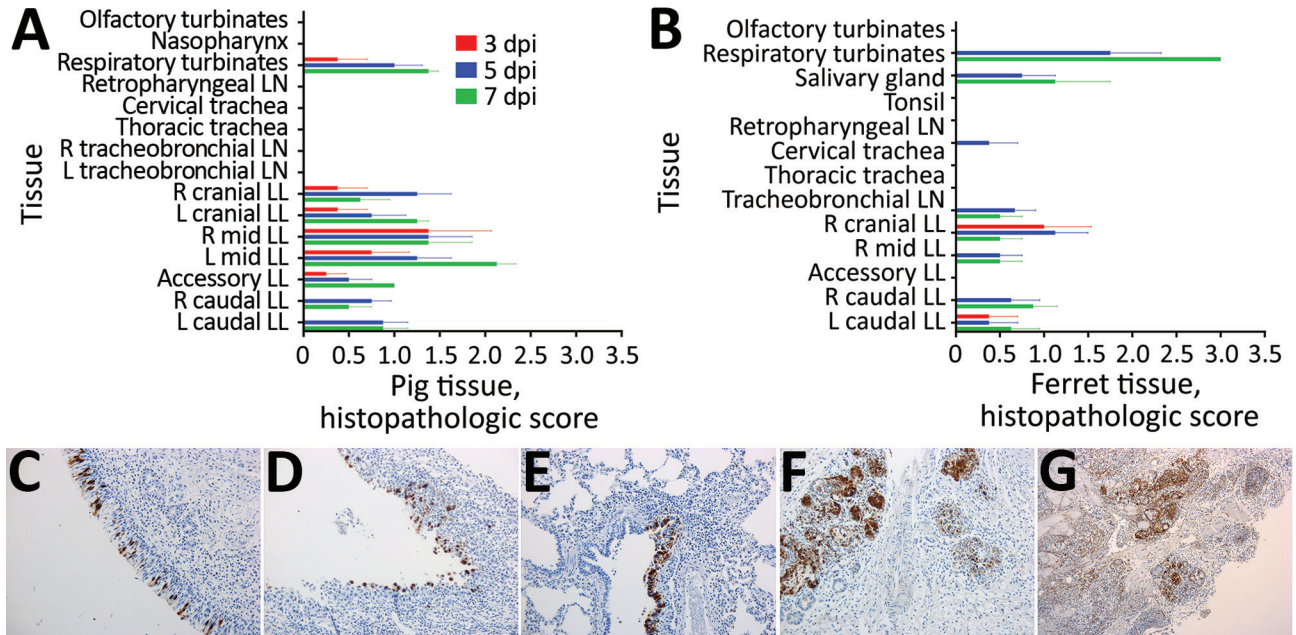 A
Olfactory turbinates
Nasopharynx
Respiratory turbinates
Retropharyngeal LN
Cervical trachea
Thoracic trachea
R tracheobronchial LN
L tracheobronchial LN
R cranial LL
L cranial LL
R mid LL
L mid LL
Accessory LL
R caudal LL
L caudal LL
Tissue
3 dpi
5 dpi
7 dpi
0 0.5 1.0 1.5 2.0 2.5 3.0 3.5
Pig tissue,
histopathologic score
B
Olfactory turbinates
Respiratory turbinates
Salivary gland
Tonsil
Retropharyngeal LN
Cervical trachea
Thoracic trachea
Tracheobronchial LN
R cranial LL
R mid LL
Accessory LL
R caudal LL
L caudal LL
Tissue
0 0.5 1.0 1.5 2.0 2.5 3.0 3.5
Ferret tissue,
histopathologic score
C
D
E
F
G